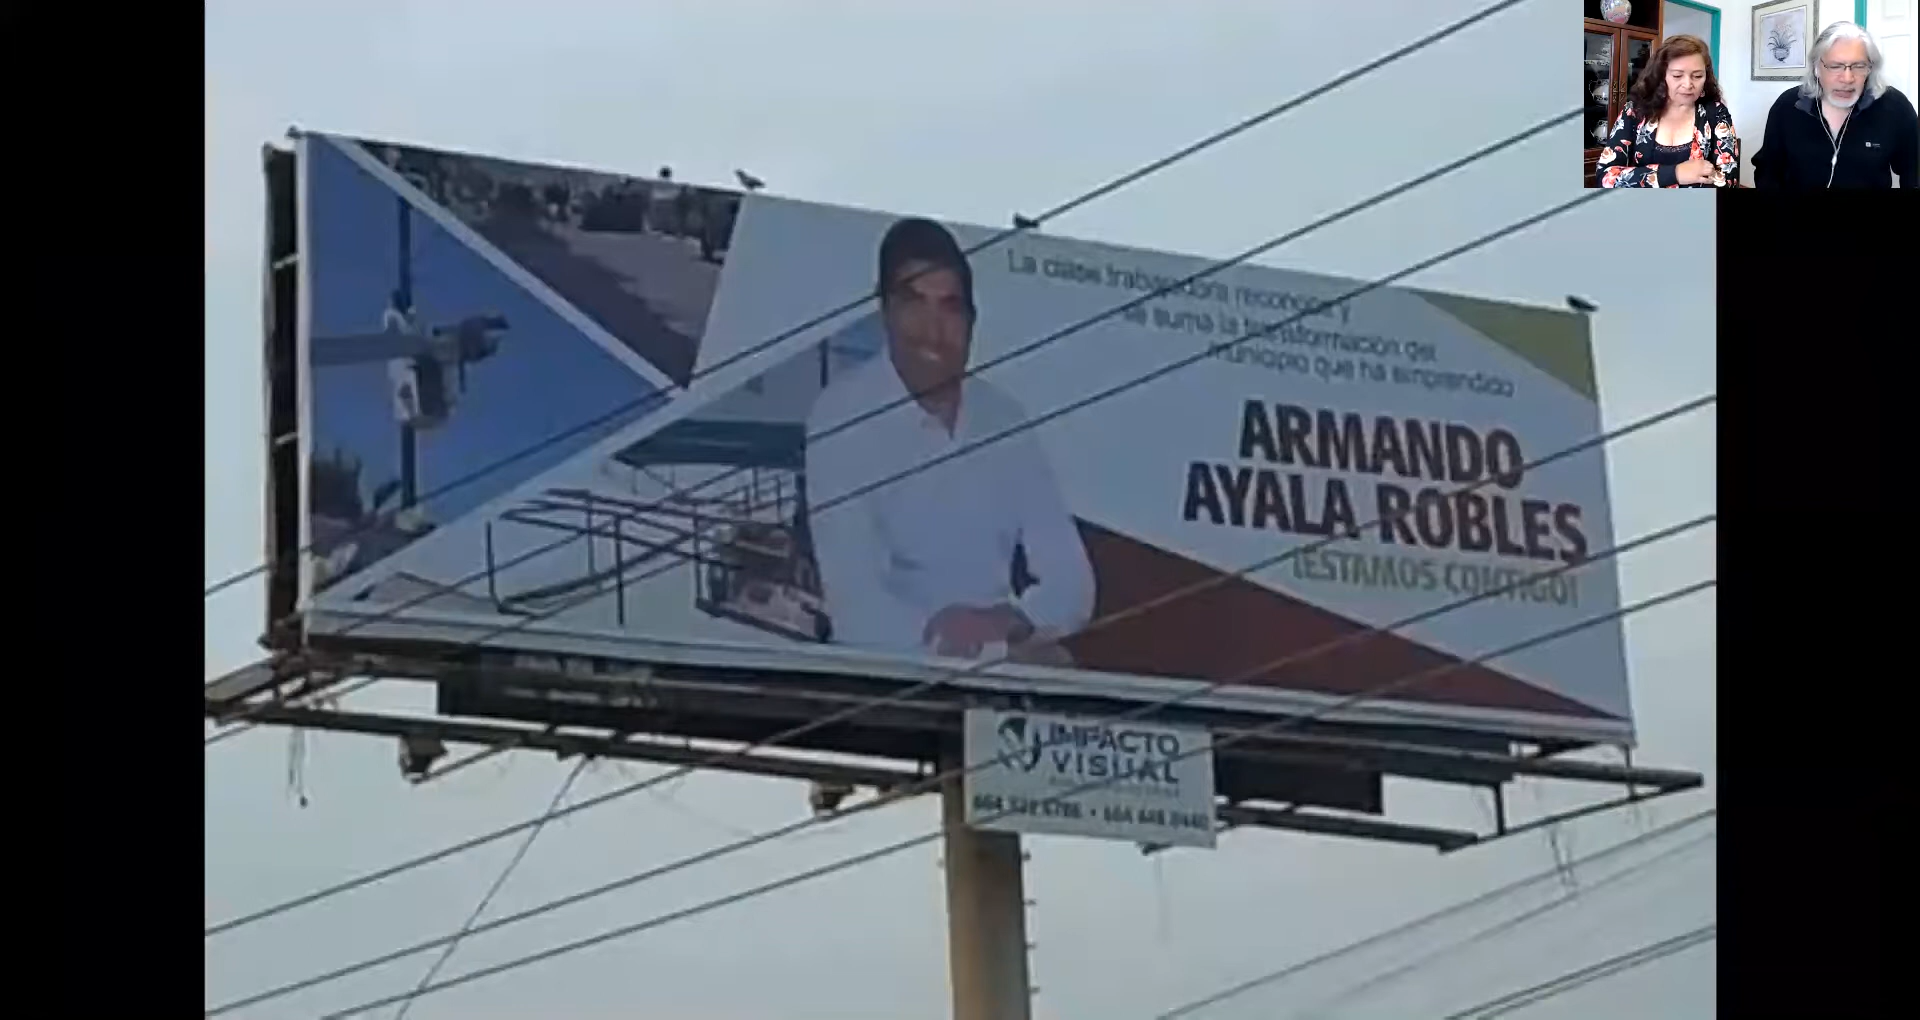 La clase trabajadora reconoce y
se suma la transformación del
municipio que ha emprendido
ARMANDO
AYALA ROBLES
¡ESTAMOS CONTIGO!
IMPACTO
VISUAL